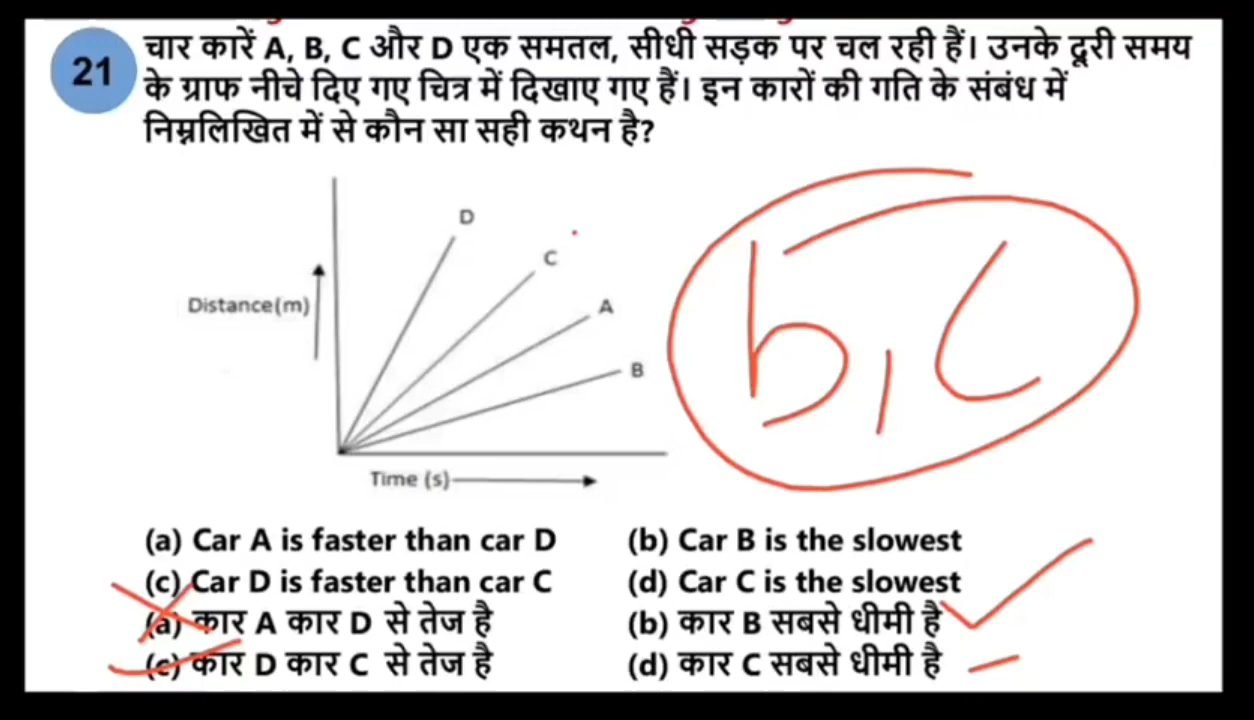 21
चार कारें A, B, C और D एक समतल, सीधी सड़क पर चल रही हैं। उनके दूरी समय
के ग्राफ नीचे दिए गए चित्र में दिखाए गए हैं। इन कारों की गति के संबंध में
निम्नलिखित में से कौन सा सही कथन है?
D
C
A
B
Distance(m)
Time (s)
b, C
(a) Car A is faster than car D (b) Car B is the slowest
(c) Car D is faster than car C (d) Car C is the slowest
(a) कार A कार D से तेज है (b) कार B सबसे धीमी है
(c) कार D कार C से तेज है (d) कार C सबसे धीमी है